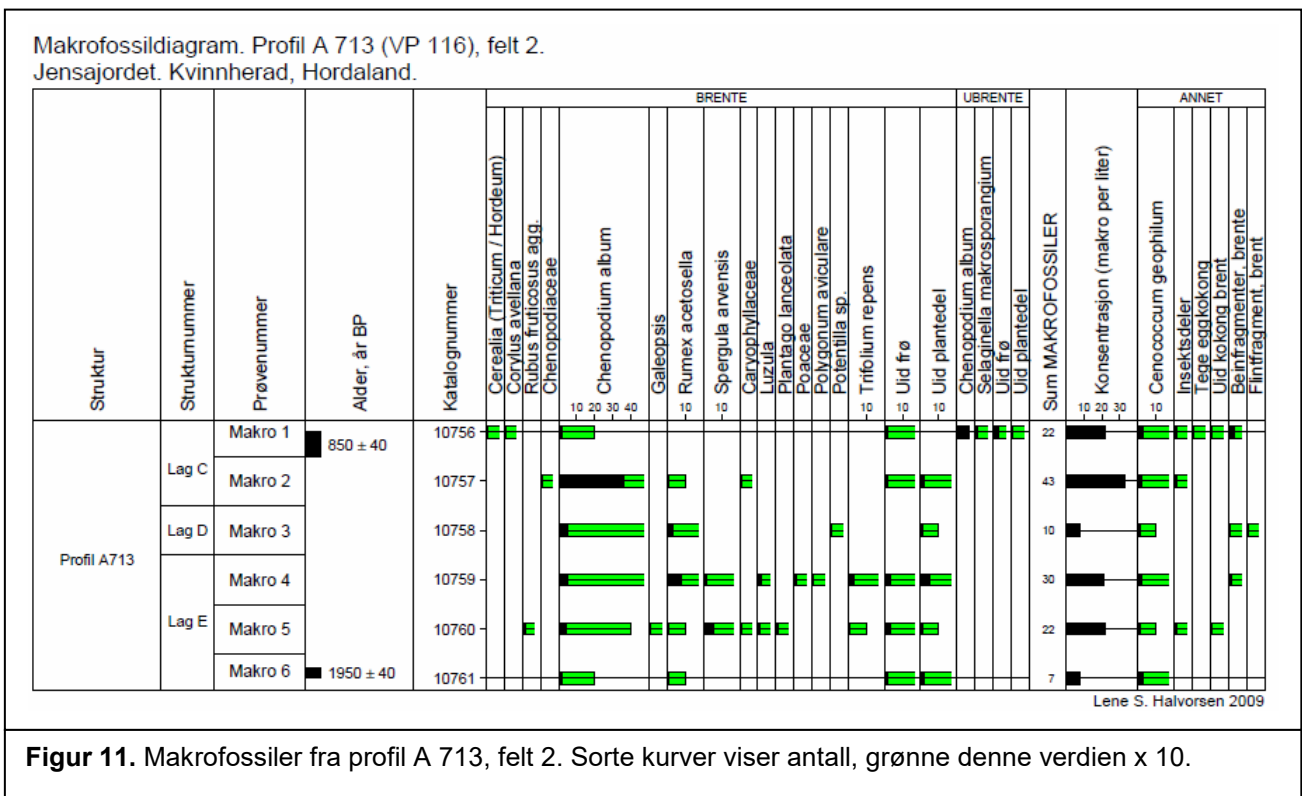 Makrofossildiagram. Profil A 713 (VP 116), felt 2.
Jensajordet. Kvinnherad, Hordaland.
BRENTE
UBRENTE
ANNET
Struktur
Strukturnummer
Prøvenummer
Alder, år BP
Katalognummer
Cerealia (Triticum / Hordeum)
Corylus avellana
Rubus fruticosus agg.
Chenopodiaceae
Chenopodium album
Galeopsis
Rumex acetosella
Spergula arvensis
Caryophyllaceae
Luzula
Plantago lanceolata
Poaceae
Polygonum aviculare
Potentilla sp.
Trifolium repens
Uid frø
Uid plantedel
Chenopodium album
Selaginella makrosporangium
Uid frø
Uid plantedel
Sum MAKROFOSSILER
Konsentrasjon (makro per liter)
Cenococcum geophilum
Insektsdeler
Tege eggkokong
Uid kokong brent
Beinfragmenter, brente
Flintfragment, brent
10 20 30 40 10 10 10 10 10 10 20 30 10
Makro 1 850 ± 40 10756 22
Lag C
Makro 2 10757 43
Lag D Makro 3 10758 10
Profil A713
Makro 4 10759 30
Lag E Makro 5 10760 22
Makro 6 1950 ± 40 10761 7
Lene S. Halvorsen 2009
Figur 11. Makrofossiler fra profil A 713, felt 2. Sorte kurver viser antall, grønne denne verdien x 10.